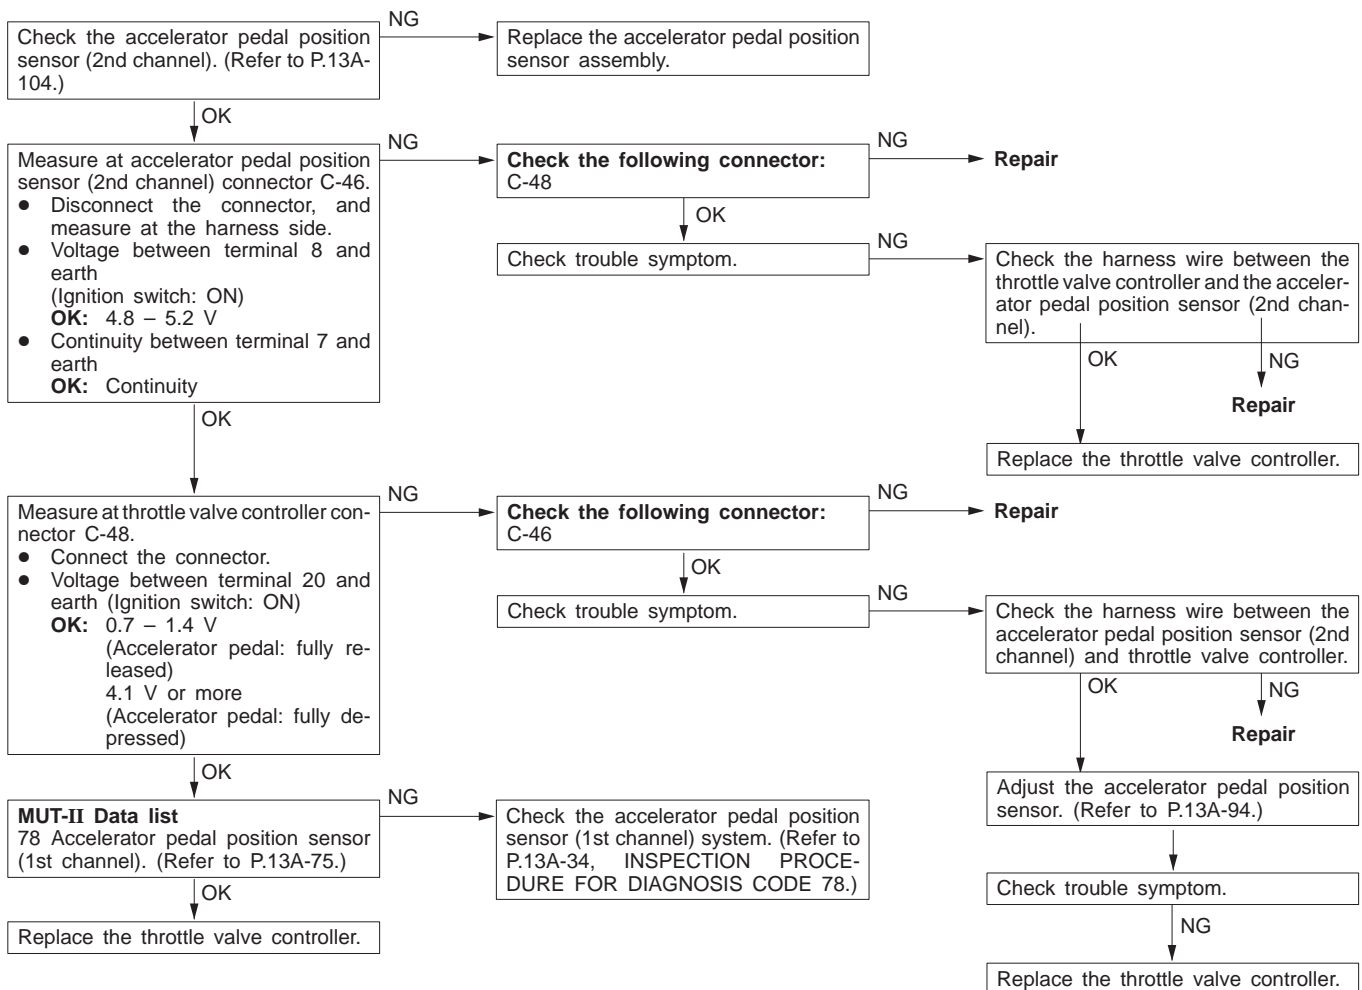 Check the accelerator pedal position
sensor (2nd channel). (Refer to P.13A-
104.)
NG
Replace the accelerator pedal position
sensor assembly.
OK
Measure at accelerator pedal position
sensor (2nd channel) connector C-46.
● Disconnect the connector, and
measure at the harness side.
● Voltage between terminal 8 and
earth
(Ignition switch: ON)
OK: 4.8 – 5.2 V
● Continuity between terminal 7 and
earth
OK: Continuity
NG
Check the following connector:
C-48
NG
Repair
OK
Check trouble symptom.
NG
Check the harness wire between the
throttle valve controller and the acceler-
ator pedal position sensor (2nd chan-
nel).
OK
NG
Repair
Replace the throttle valve controller.
OK
Measure at throttle valve controller con-
nector C-48.
● Connect the connector.
● Voltage between terminal 20 and
earth (Ignition switch: ON)
OK: 0.7 – 1.4 V
(Accelerator pedal: fully re-
leased)
4.1 V or more
(Accelerator pedal: fully de-
pressed)
NG
Check the following connector:
C-46
NG
Repair
OK
Check trouble symptom.
NG
Check the harness wire between the
accelerator pedal position sensor (2nd
channel) and throttle valve controller.
OK
NG
Repair
Adjust the accelerator pedal position
sensor. (Refer to P.13A-94.)
Check trouble symptom.
NG
Replace the throttle valve controller.
OK
MUT-II Data list
78 Accelerator pedal position sensor
(1st channel). (Refer to P.13A-75.)
NG
Check the accelerator pedal position
sensor (1st channel) system. (Refer to
P.13A-34, INSPECTION PROCE-
DURE FOR DIAGNOSIS CODE 78.)
OK
Replace the throttle valve controller.